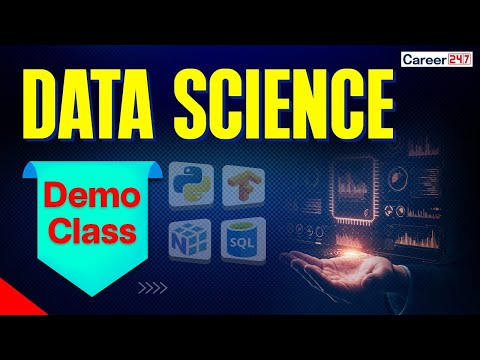 Career 247
DATA SCIENCE
Demo
Class
N
SQL
>>>>